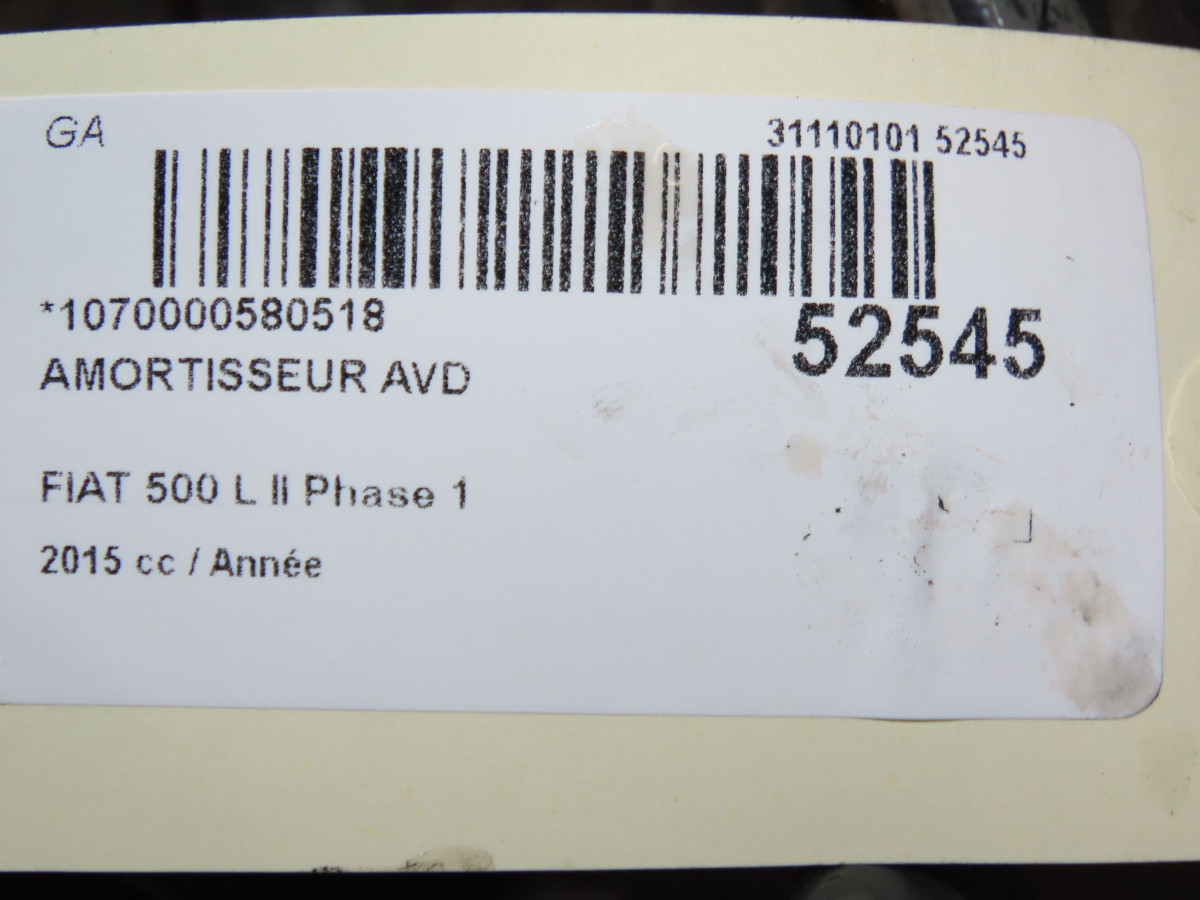 GA
31110101 52545
*1070000580518
52545
AMORTISSEUR AVD
FIAT 500 L II Phase 1
2015 cc / Année